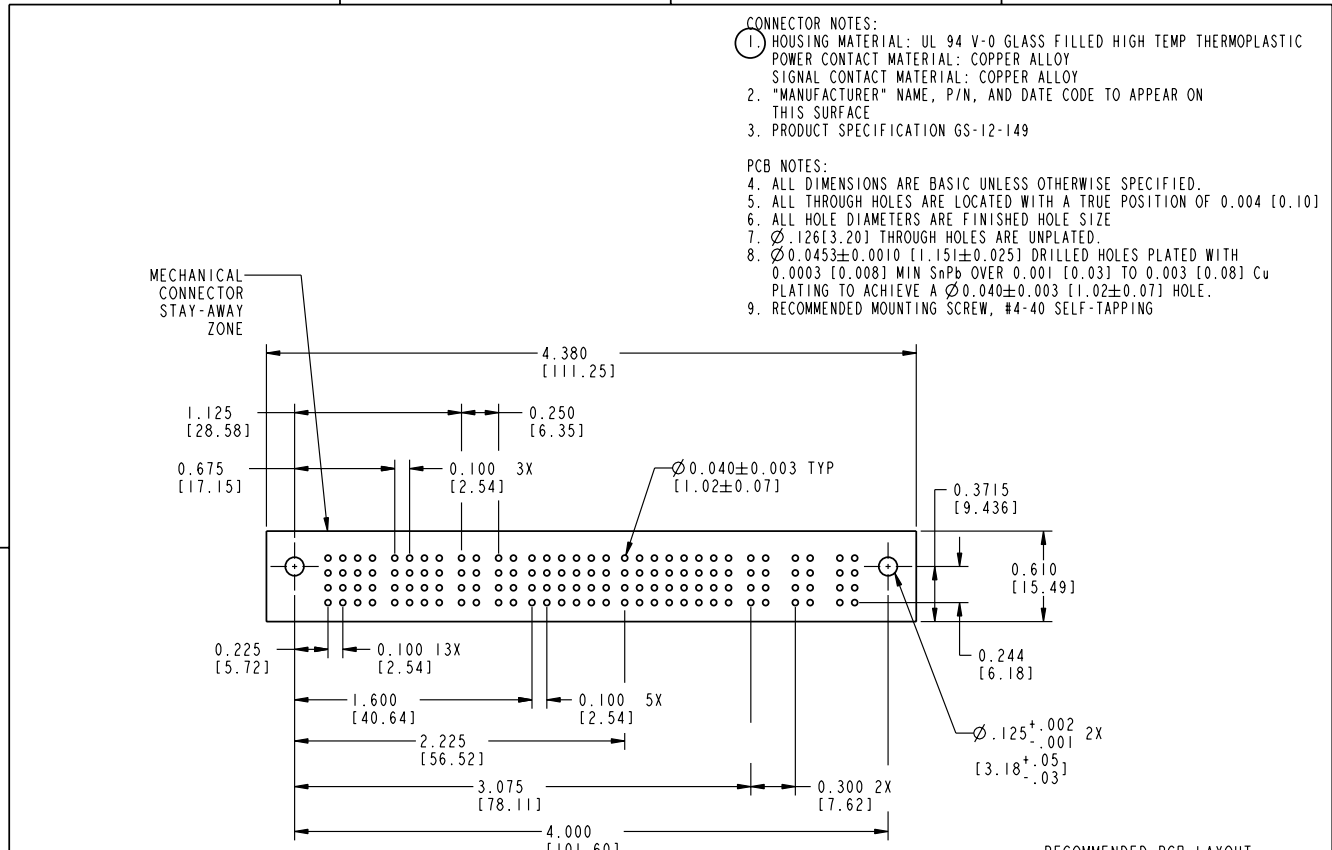 CONNECTOR NOTES:
1. HOUSING MATERIAL: UL 94 V-0 GLASS FILLED HIGH TEMP THERMOPLASTIC
POWER CONTACT MATERIAL: COPPER ALLOY
SIGNAL CONTACT MATERIAL: COPPER ALLOY
2. "MANUFACTURER" NAME, P/N, AND DATE CODE TO APPEAR ON
THIS SURFACE
3. PRODUCT SPECIFICATION GS-12-149
PCB NOTES:
4. ALL DIMENSIONS ARE BASIC UNLESS OTHERWISE SPECIFIED.
5. ALL THROUGH HOLES ARE LOCATED WITH A TRUE POSITION OF 0.004 [0.10]
6. ALL HOLE DIAMETERS ARE FINISHED HOLE SIZE
7. Ø.126[3.20] THROUGH HOLES ARE UNPLATED.
8. Ø0.0453±0.0010 [1.151±0.025] DRILLED HOLES PLATED WITH
0.0003 [0.008] MIN SnPb OVER 0.001 [0.03] TO 0.003 [0.08] Cu
PLATING TO ACHIEVE A Ø0.040±0.003 [1.02±0.07] HOLE.
9. RECOMMENDED MOUNTING SCREW, #4-40 SELF-TAPPING
MECHANICAL
CONNECTOR
STAY-AWAY
ZONE
4.380
[111.25]
1.125
[28.58]
0.250
[6.35]
0.675
[17.15]
0.100 3X
[2.54]
Ø0.040±0.003 TYP
[1.02±0.07]
0.3715
[9.436]
0.610
[15.49]
0.225
[5.72]
0.100 13X
[2.54]
0.244
[6.18]
1.600
[40.64]
0.100 5X
[2.54]
2.225
[56.52]
Ø.125 +.002 -.001 2X
[3.18 +.05 -.03]
3.075
[78.11]
0.300 2X
[7.62]
4.000
[101.60]
RECOMMENDED PCB LAYOUT